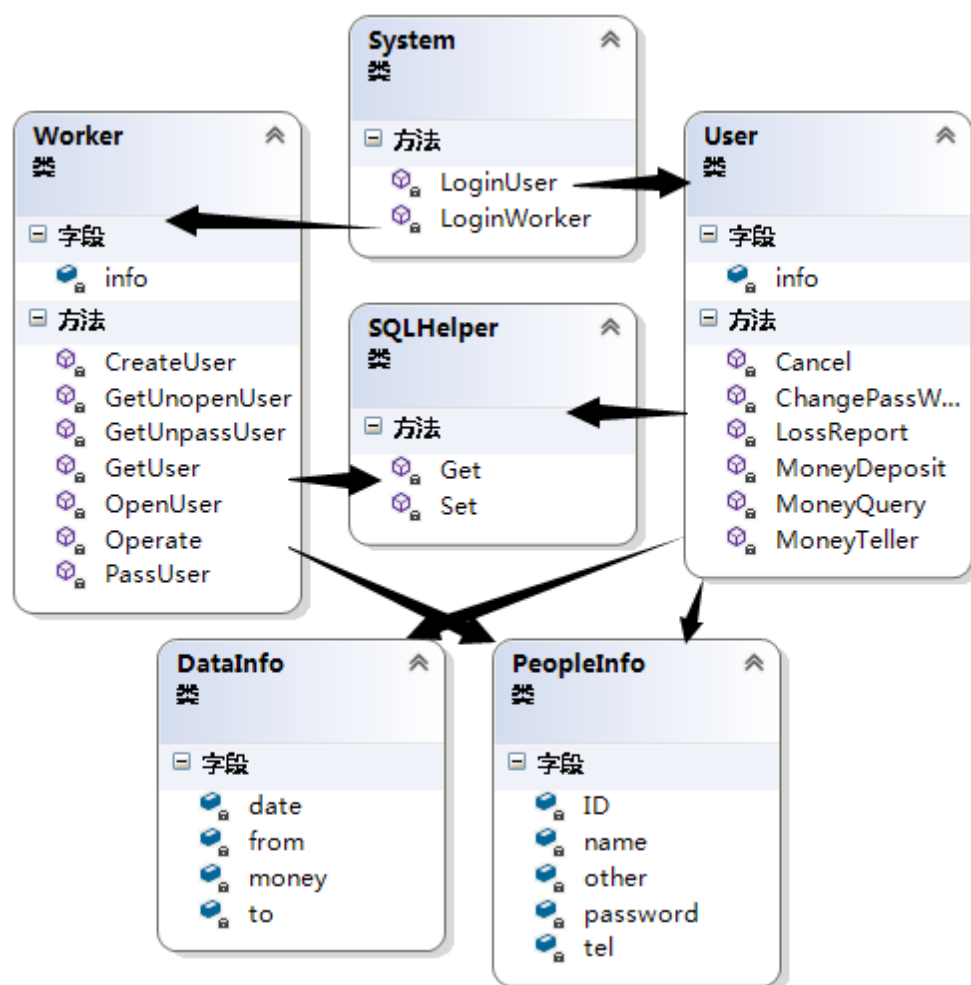 System
类
方法
LoginUser
LoginWorker
Worker
类
字段
info
方法
CreateUser
GetUnopenUser
GetUnpassUser
GetUser
OpenUser
Operate
PassUser
User
类
字段
info
方法
Cancel
ChangePassW...
LossReport
MoneyDeposit
MoneyQuery
MoneyTeller
SQLHelper
类
方法
Get
Set
DataInfo
类
字段
date
from
money
to
PeopleInfo
类
字段
ID
name
other
password
tel